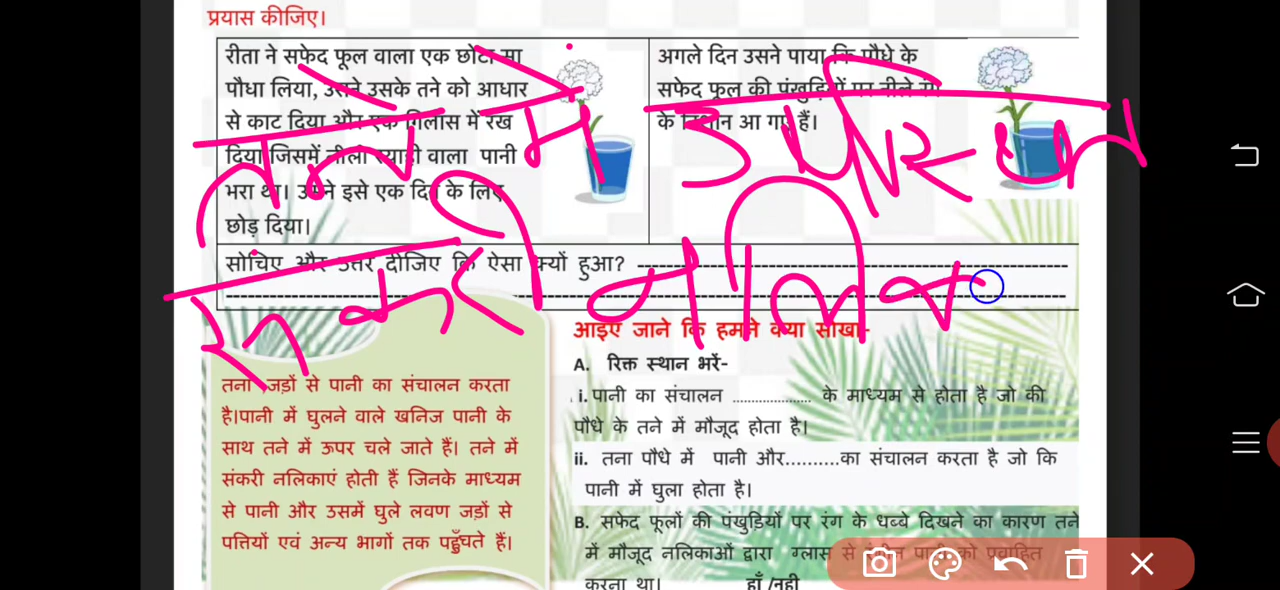 प्रयास कीजिए।
रीता ने सफेद फूल वाला एक छोटा सा
पौधा लिया, उसने उसके तने को आधार
से काट दिया और एक गिलास में रख
दिया जिसमें नीली स्याही वाला पानी
भरा था। उसने इसे एक दिन के लिए
छोड़ दिया।
अगले दिन उसने पाया कि पौधे के
सफेद फूल की पंखुड़ियों पर नीले रंग
के निशान आ गए हैं।
तने में उपस्थित
सँकरी नलिक
सोचिए और उत्तर दीजिए कि ऐसा क्यों हुआ?
तना जड़ों से पानी का संचालन करता
है।पानी में घुलने वाले खनिज पानी के
साथ तने में ऊपर चले जाते हैं। तने में
संकरी नलिकाएं होती हैं जिनके माध्यम
से पानी और उसमें घुले लवण जड़ों से
पत्तियों एवं अन्य भागों तक पहुँचते हैं।
आइए जाने कि हमने क्या सीखा-
A. रिक्त स्थान भरें-
i. पानी का संचालन .................... के माध्यम से होता है जो की
पौधे के तने में मौजूद होता है।
ii. तना पौधे में पानी और..........का संचालन करता है जो कि
पानी में घुला होता है।
B. सफेद फूलों की पंखुड़ियों पर रंग के धब्बे दिखने का कारण तने
में मौजूद नलिकाओं द्वारा ग्लास से रंगीन पानी को प्रवाहित
करना था। हाँ /नही